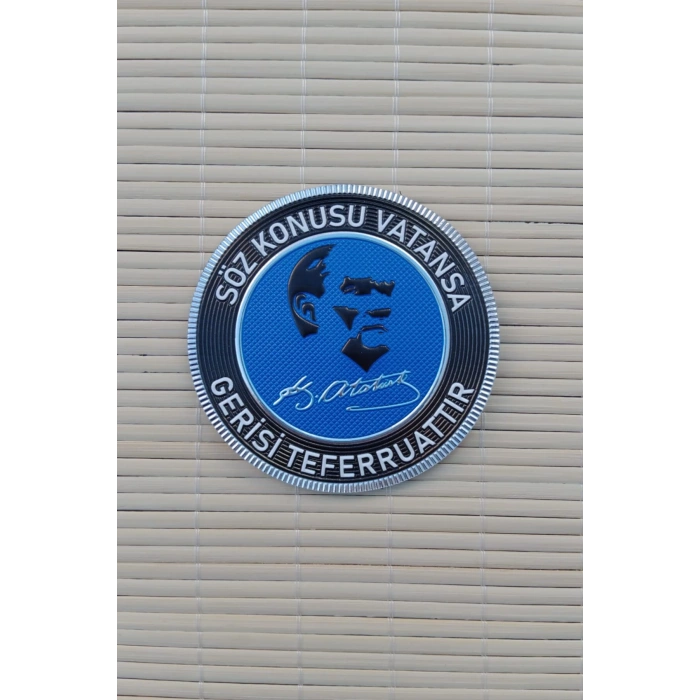 SÖZ KONUSU VATANSA
K. Atatürk
GERİSİ TEFERRUATTIR